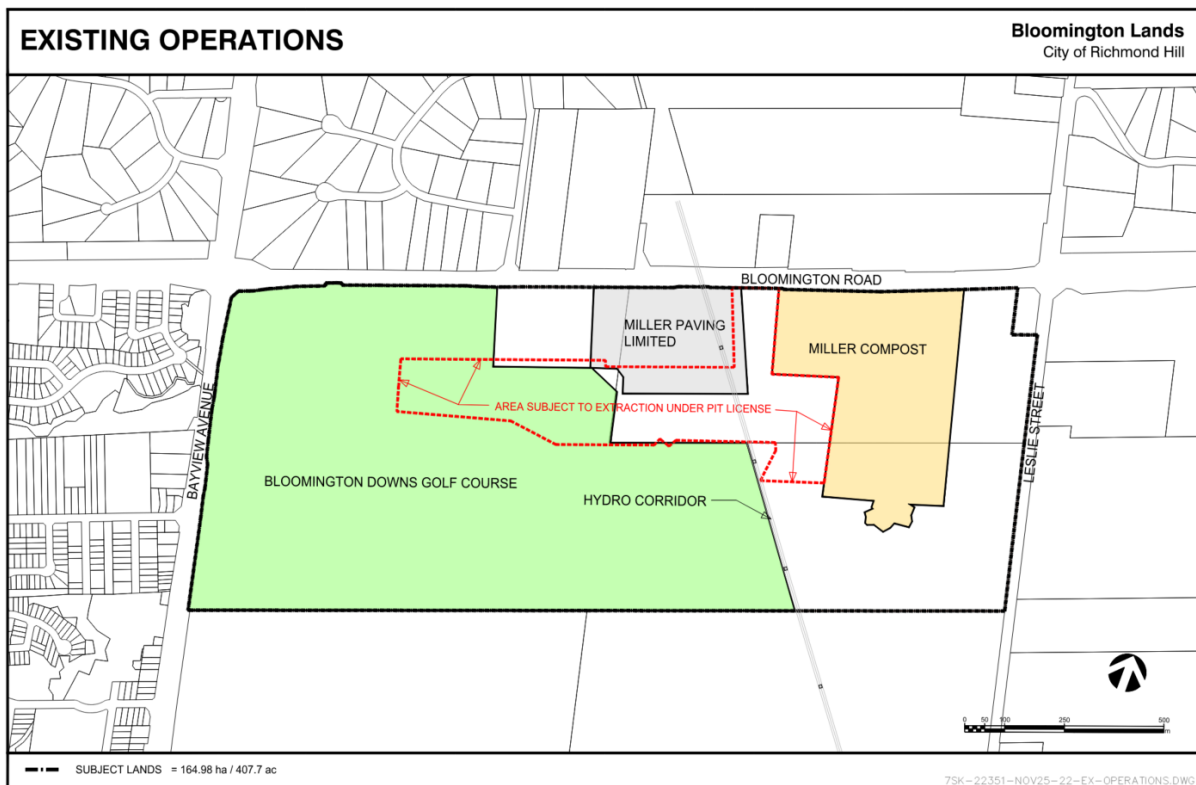 EXISTING OPERATIONS
Bloomington Lands
City of Richmond Hill
BLOOMINGTON ROAD
MILLER PAVING
LIMITED
MILLER COMPOST
AREA SUBJECT TO EXTRACTION UNDER PIT LICENSE
BAYVIEW AVENUE
LESLIE STREET
BLOOMINGTON DOWNS GOLF COURSE
HYDRO CORRIDOR
0 50 100 250 500
m
SUBJECT LANDS = 164.98 ha / 407.7 ac
7SK-22351-NOV25-22-EX-OPERATIONS.DWG